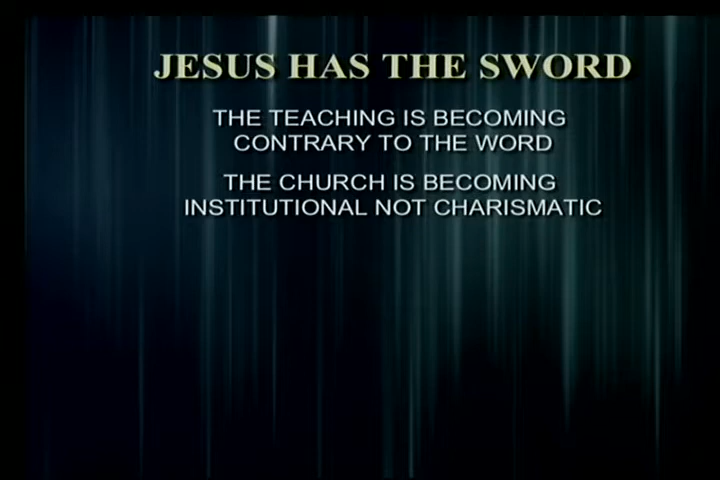 JESUS HAS THE SWORD
THE TEACHING IS BECOMING
CONTRARY TO THE WORD
THE CHURCH IS BECOMING
INSTITUTIONAL NOT CHARISMATIC